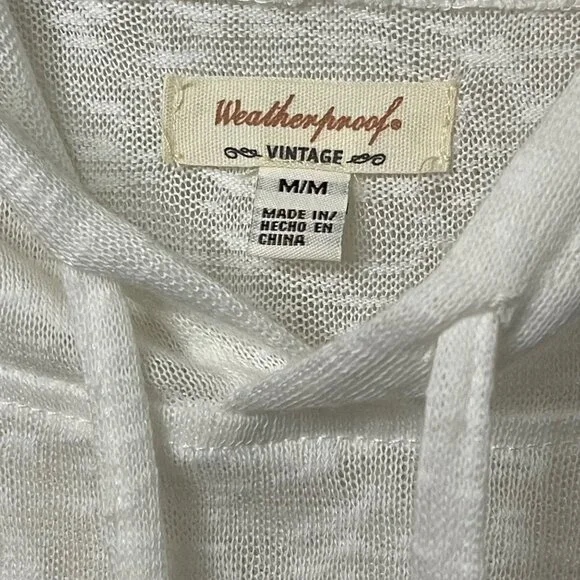 Weatherproof®
VINTAGE
M/M
MADE IN/
HECHO EN
CHINA